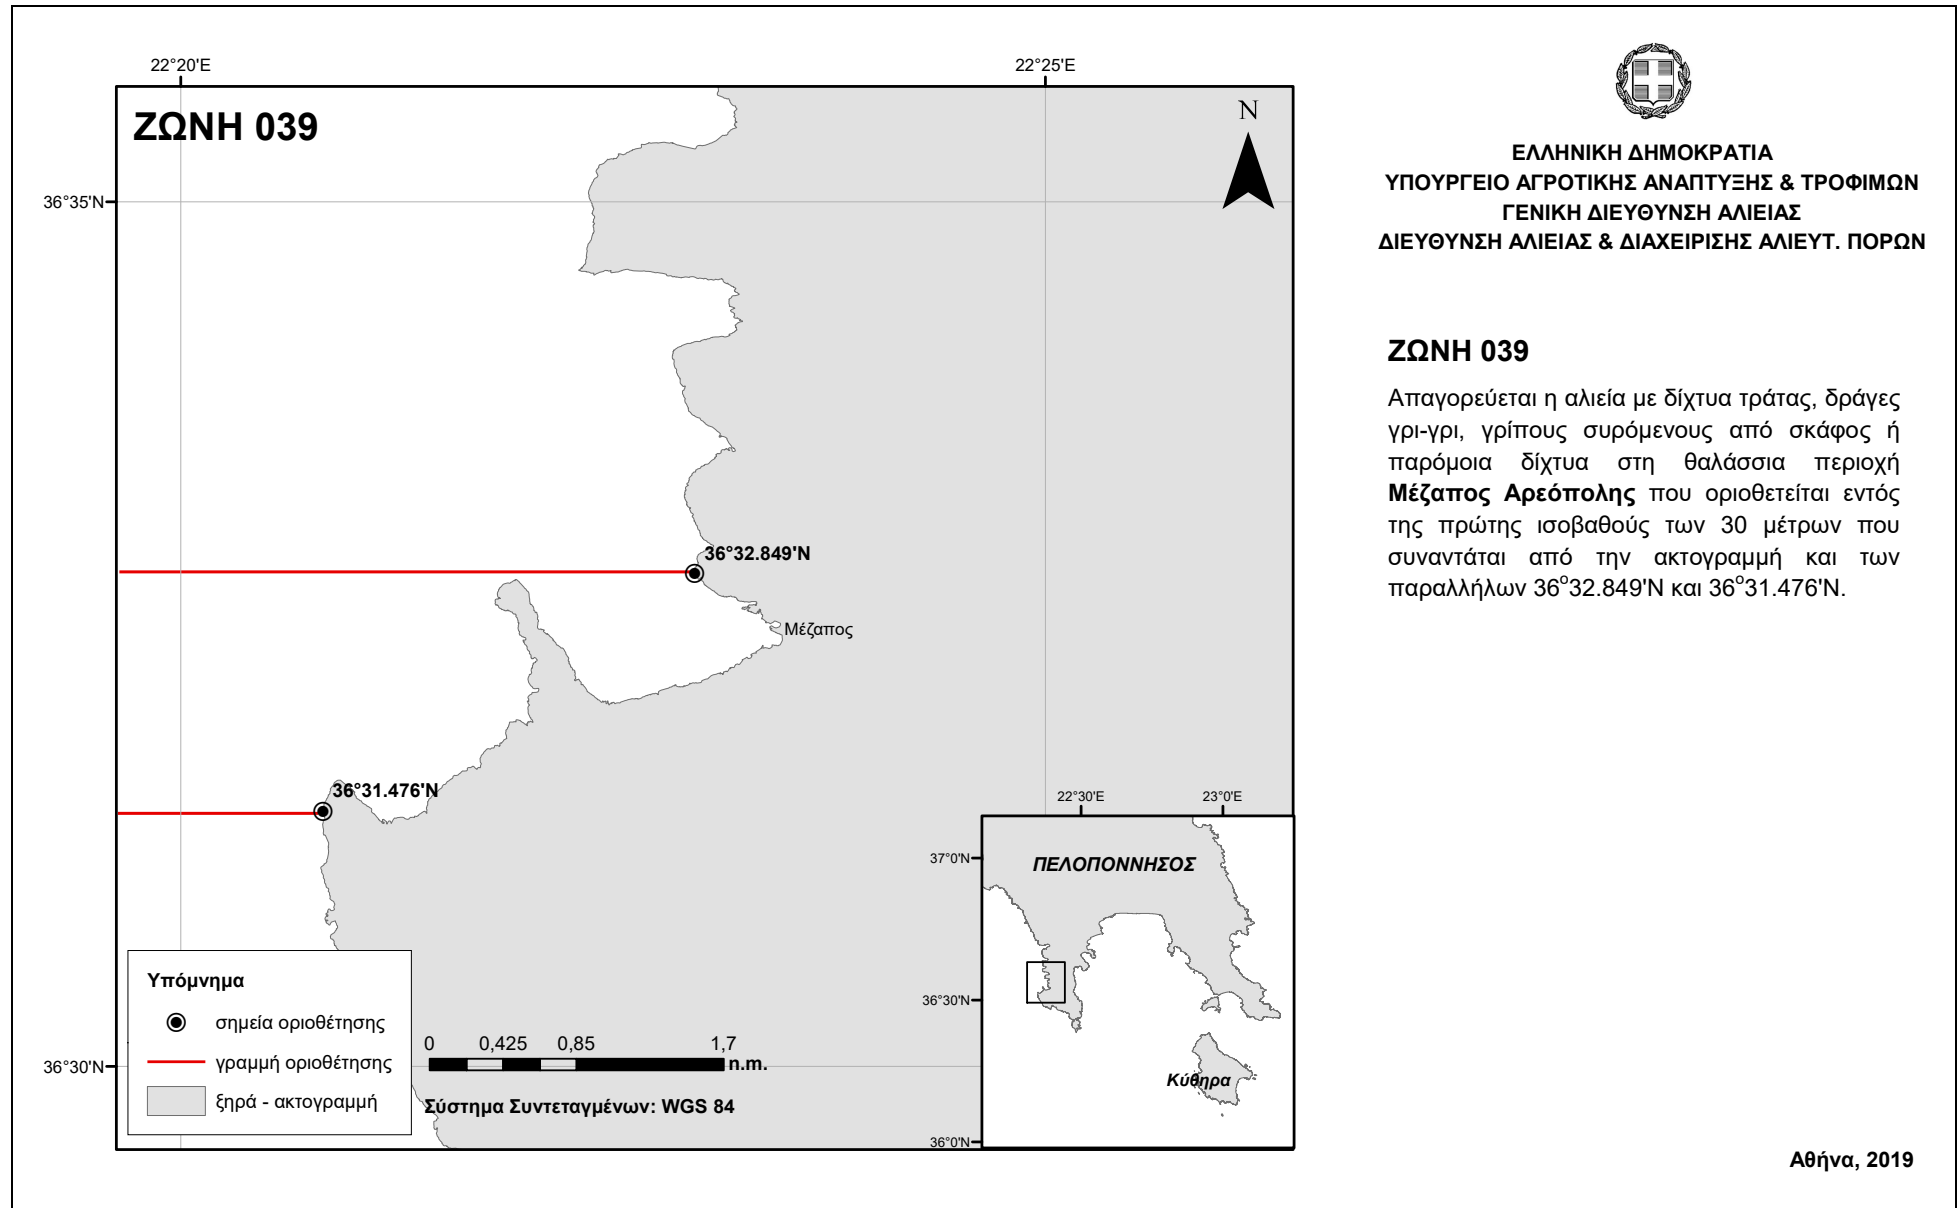 22°20'E
22°25'E
ΖΩΝΗ 039
N
36°35'N
36°32.849'N
Μέζαπος
36°31.476'N
22°30'E
23°0'E
37°0'N
ΠΕΛΟΠΟΝΝΗΣΟΣ
36°30'N
Κύθηρα
36°0'N
Υπόμνημα
σημεία οριοθέτησης
γραμμή οριοθέτησης
ξηρά - ακτογραμμή
36°30'N
0 0,425 0,85 1,7
n.m.
Σύστημα Συντεταγμένων: WGS 84
ΕΛΛΗΝΙΚΗ ΔΗΜΟΚΡΑΤΙΑ
ΥΠΟΥΡΓΕΙΟ ΑΓΡΟΤΙΚΗΣ ΑΝΑΠΤΥΞΗΣ & ΤΡΟΦΙΜΩΝ
ΓΕΝΙΚΗ ΔΙΕΥΘΥΝΣΗ ΑΛΙΕΙΑΣ
ΔΙΕΥΘΥΝΣΗ ΑΛΙΕΙΑΣ & ΔΙΑΧΕΙΡΙΣΗΣ ΑΛΙΕΥΤ. ΠΟΡΩΝ
ΖΩΝΗ 039
Απαγορεύεται η αλιεία με δίχτυα τράτας, δράγες
γρι-γρι, γρίπους συρόμενους από σκάφος ή
παρόμοια δίχτυα στη θαλάσσια περιοχή
Μέζαπος Αρεόπολης που οριοθετείται εντός
της πρώτης ισοβαθούς των 30 μέτρων που
συναντάται από την ακτογραμμή και των
παραλλήλων 36°32.849'N και 36°31.476'N.
Αθήνα, 2019